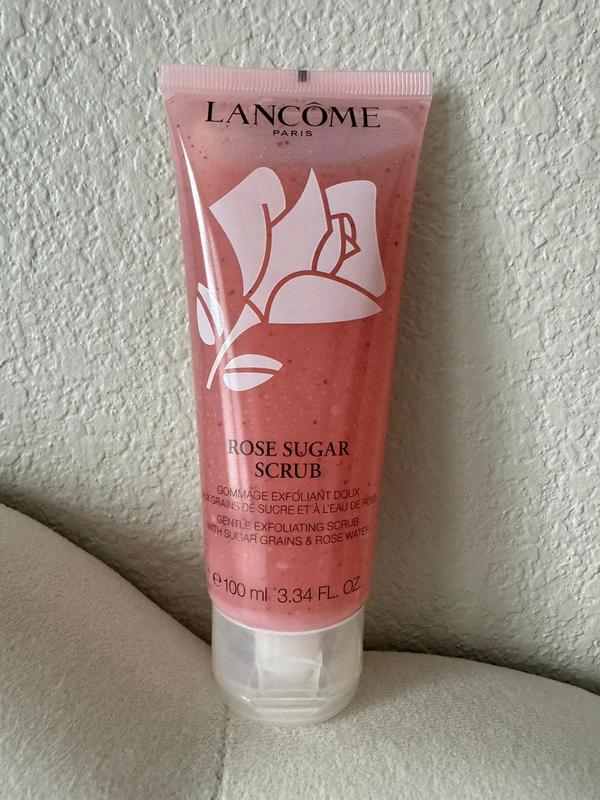 LANCÔME
PARIS
ROSE SUGAR
SCRUB
GOMMAGE EXFOLIANT DOUX
GRAINS DE SUCRE ET À L'EAU DE ROSE
GENTLE EXFOLIATING SCRUB
WITH SUGAR GRAINS & ROSE WATER
℮100 ml 3.34 FL. OZ.